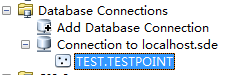 Database Connections
Add Database Connection
Connection to localhost.sde
TEST.TESTPOINT